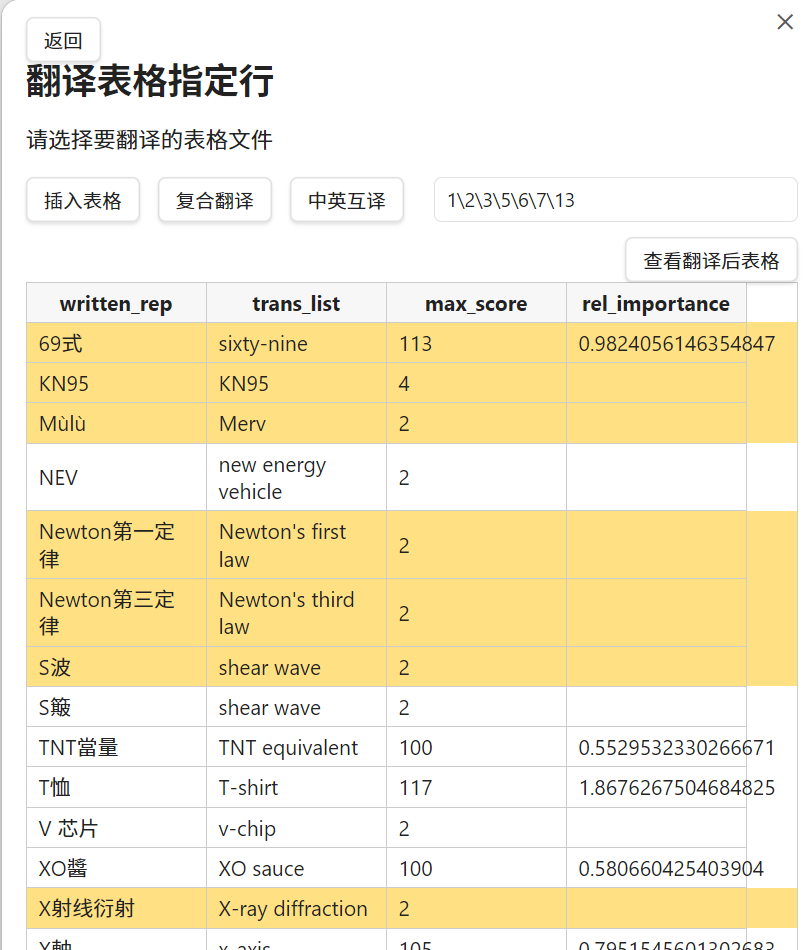 返回
翻译表格指定行
请选择要翻译的表格文件
插入表格 复合翻译 中英互译 1\2\3\5\6\7\13
查看翻译后表格
written_rep trans_list max_score rel_importance
69式 sixty-nine 113 0.9824056146354847
KN95 KN95 4
Mùlù Merv 2
NEV new energy vehicle 2
Newton第一定律 Newton's first law 2
Newton第三定律 Newton's third law 2
S波 shear wave 2
S簸 shear wave 2
TNT當量 TNT equivalent 100 0.5529532330266671
T恤 T-shirt 117 1.8676267504684825
V 芯片 v-chip 2
XO醬 XO sauce 100 0.580660425403904
X射线衍射 X-ray diffraction 2
Y軸 x-axis 105 0.7951545601302683